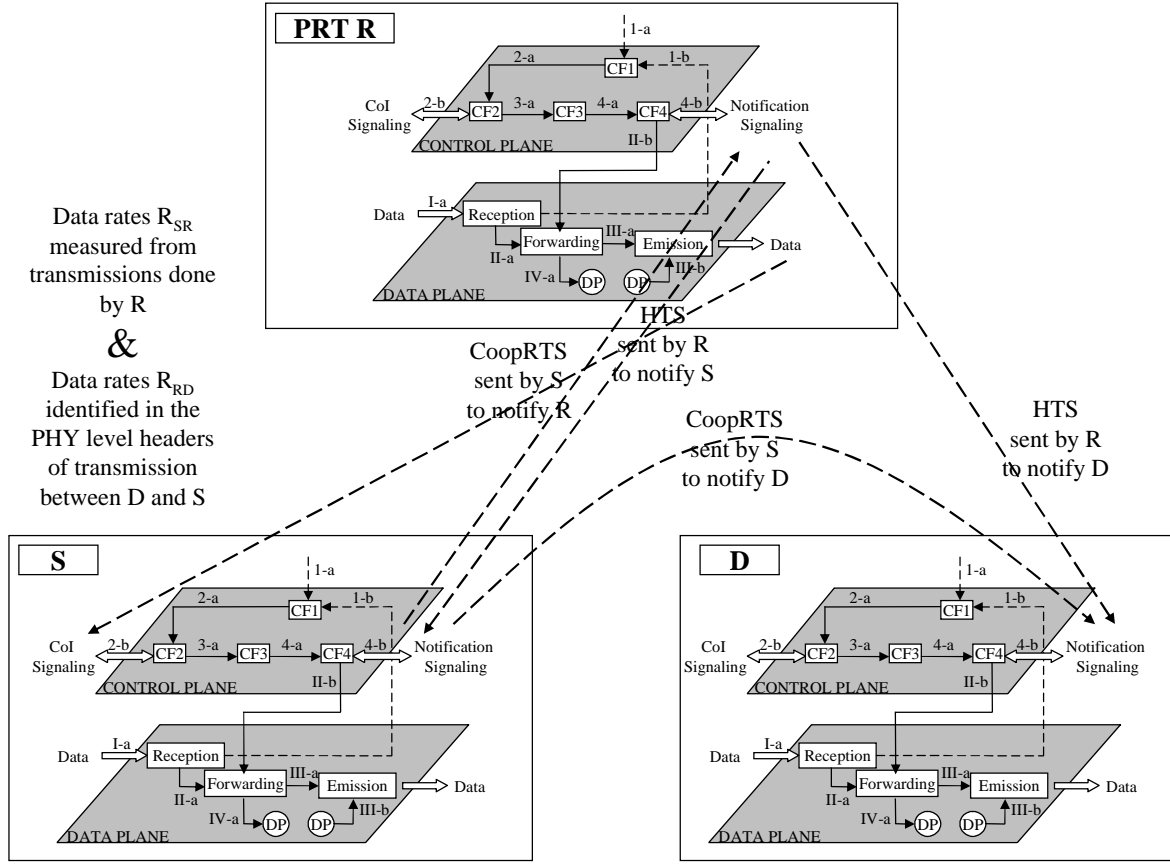 PRT R
1-a
2-a
1-b
CF1
CoI
Signaling
2-b
CF2
3-a
CF3
4-a
CF4
4-b
Notification
Signaling
CONTROL PLANE
II-b
Data
I-a
Reception
II-a
Forwarding
III-a
Emission
Data
IV-a
DP
DP
III-b
DATA PLANE
Data rates R_SR
measured from
transmissions done
by R
&
Data rates R_RD
identified in the
PHY level headers
of transmission
between D and S
CoopRTS
sent by S
to notify R
HTS
sent by R
to notify S
CoopRTS
sent by S
to notify D
HTS
sent by R
to notify D
S
1-a
2-a
1-b
CF1
CoI
Signaling
2-b
CF2
3-a
CF3
4-a
CF4
4-b
Notification
Signaling
CONTROL PLANE
II-b
Data
I-a
Reception
II-a
Forwarding
III-a
Emission
Data
IV-a
DP
DP
III-b
DATA PLANE
D
1-a
2-a
1-b
CF1
CoI
Signaling
2-b
CF2
3-a
CF3
4-a
CF4
4-b
Notification
Signaling
CONTROL PLANE
II-b
Data
I-a
Reception
II-a
Forwarding
III-a
Emission
Data
IV-a
DP
DP
III-b
DATA PLANE